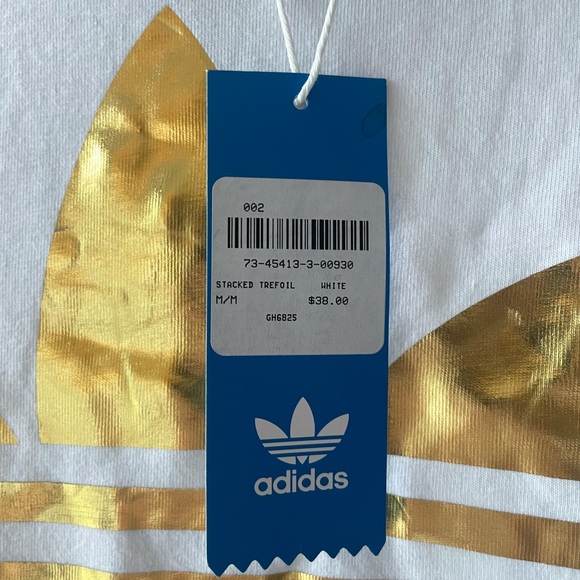 002
73-45413-3-00930
STACKED TREFOIL WHITE
M/M $38.00
GH6825
adidas